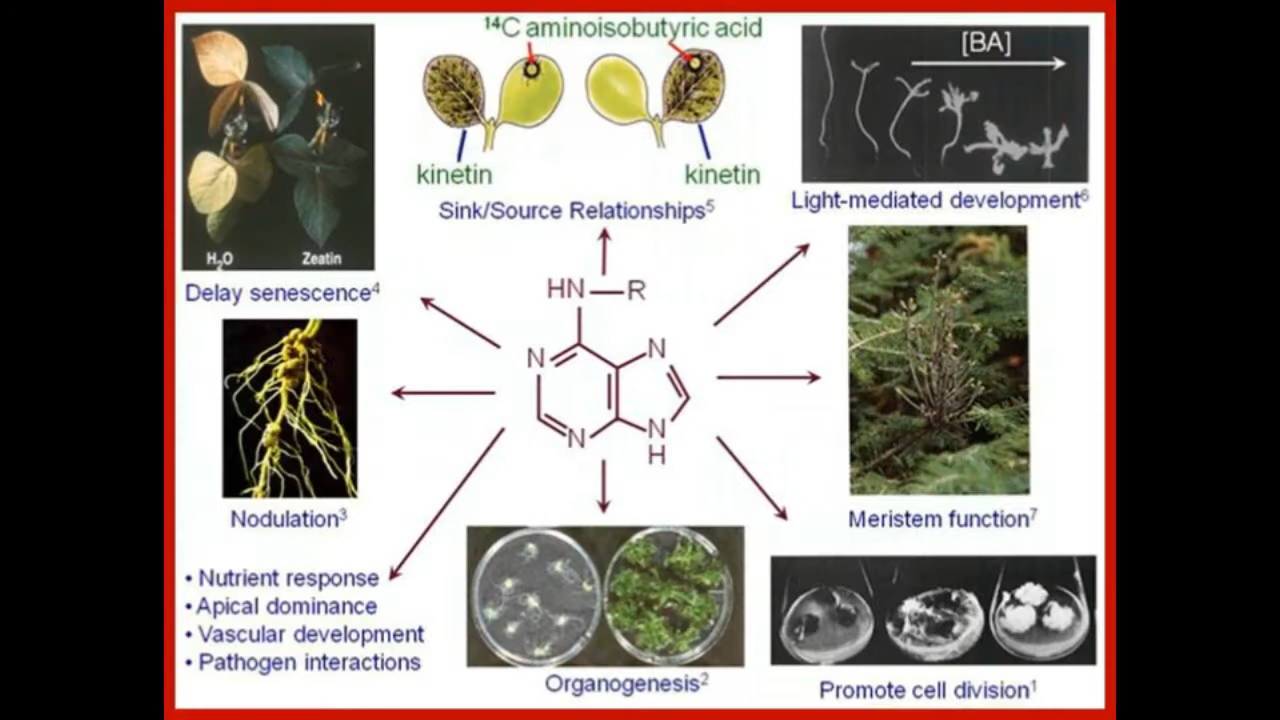 ¹⁴C aminoisobutyric acid
[BA]
kinetin
kinetin
Sink/Source Relationships⁵
Light-mediated development⁶
H₂O
Zeatin
Delay senescence⁴
HN
R
N
N
N
N
H
Nodulation³
Meristem function⁷
• Nutrient response
• Apical dominance
• Vascular development
• Pathogen interactions
Organogenesis²
Promote cell division¹